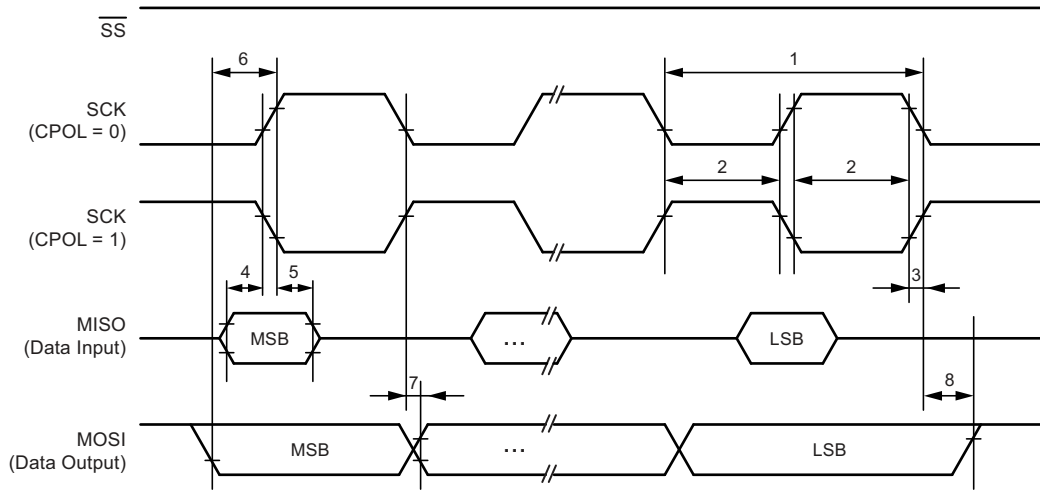 SS
6
1
SCK
(CPOL = 0)
2
2
SCK
(CPOL = 1)
4
5
3
MISO
(Data Input)
MSB
...
LSB
7
8
MOSI
(Data Output)
MSB
...
LSB